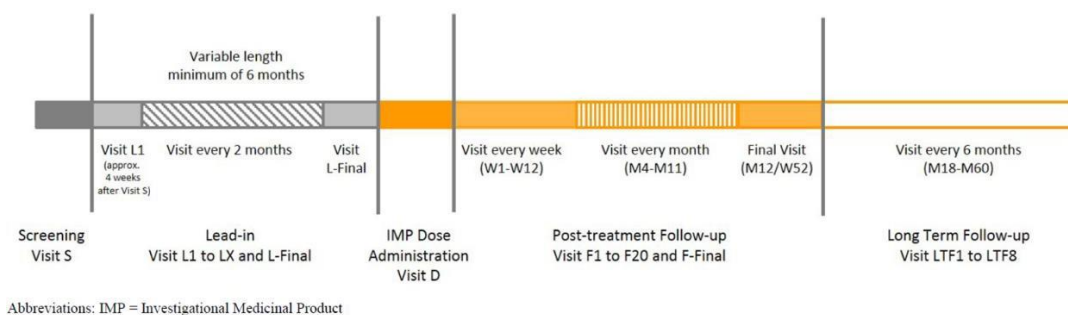 Variable length
minimum of 6 months
Visit L1
(approx.
4 weeks
after Visit S)
Visit every 2 months
Visit
L-Final
Visit every week
(W1-W12)
Visit every month
(M4-M11)
Final Visit
(M12/W52)
Visit every 6 months
(M18-M60)
Screening
Visit S
Lead-in
Visit L1 to LX and L-Final
IMP Dose
Administration
Visit D
Post-treatment Follow-up
Visit F1 to F20 and F-Final
Long Term Follow-up
Visit LTF1 to LTF8
Abbreviations: IMP = Investigational Medicinal Product